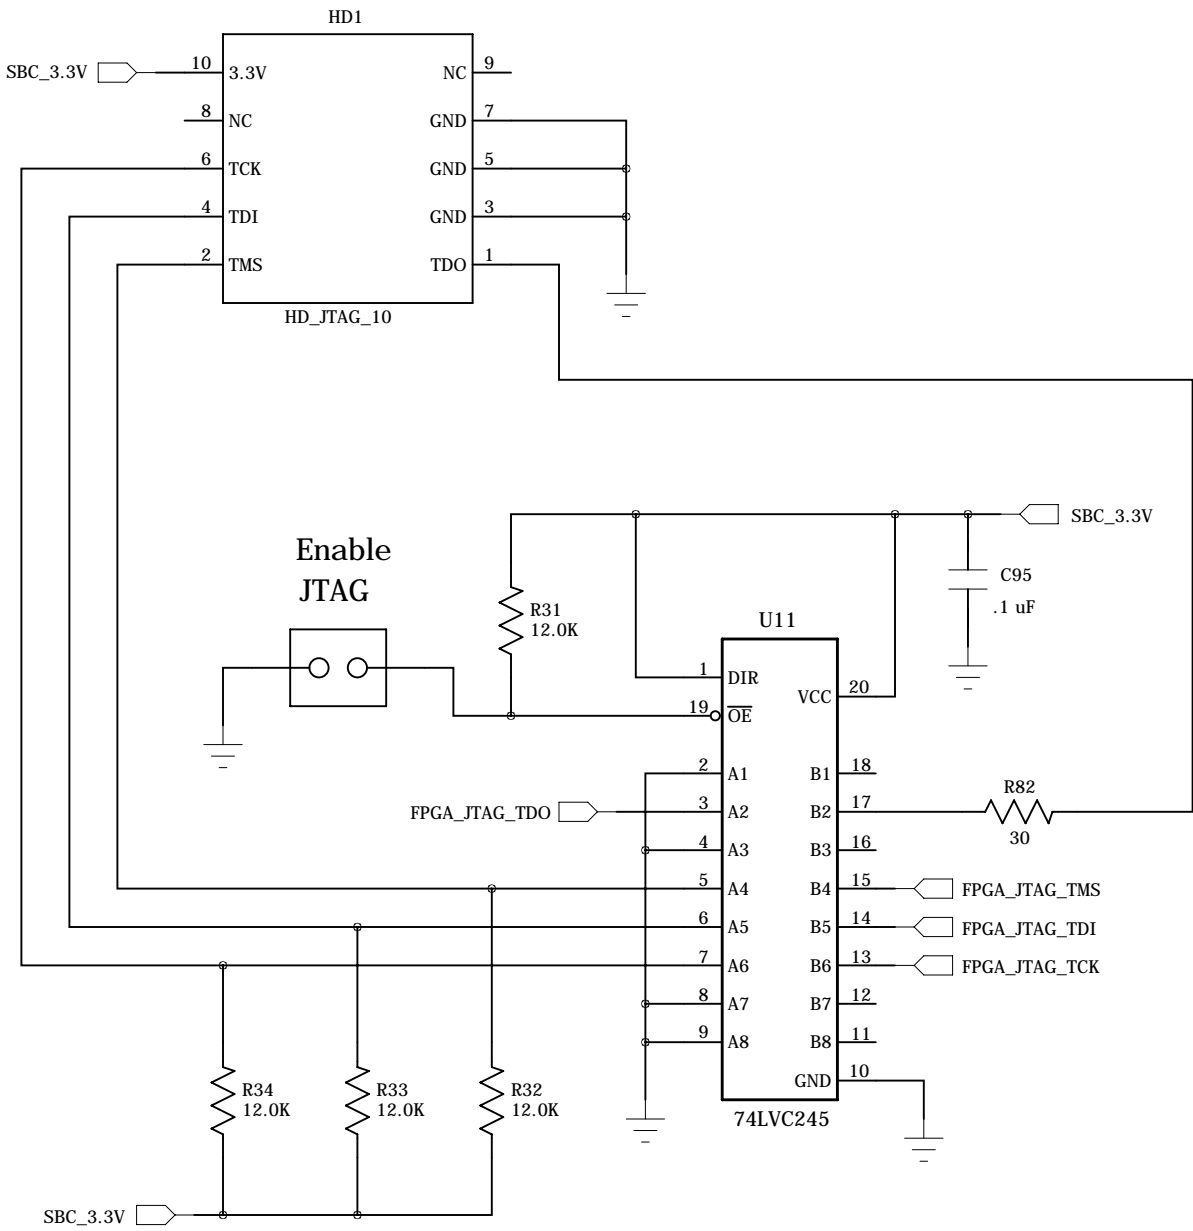 HD1
SBC_3.3V
10 3.3V NC 9
8 NC GND 7
6 TCK GND 5
4 TDI GND 3
2 TMS TDO 1
HD_JTAG_10
SBC_3.3V
Enable
JTAG
C95
.1 uF
R31
12.0K
U11
1 DIR
VCC 20
19 OE
2 A1 B1 18
R82
FPGA_JTAG_TDO 3 A2 B2 17
30
4 A3 B3 16
5 A4 B4 15 FPGA_JTAG_TMS
6 A5 B5 14 FPGA_JTAG_TDI
7 A6 B6 13 FPGA_JTAG_TCK
8 A7 B7 12
9 A8 B8 11
GND 10
74LVC245
R34
12.0K
R33
12.0K
R32
12.0K
SBC_3.3V